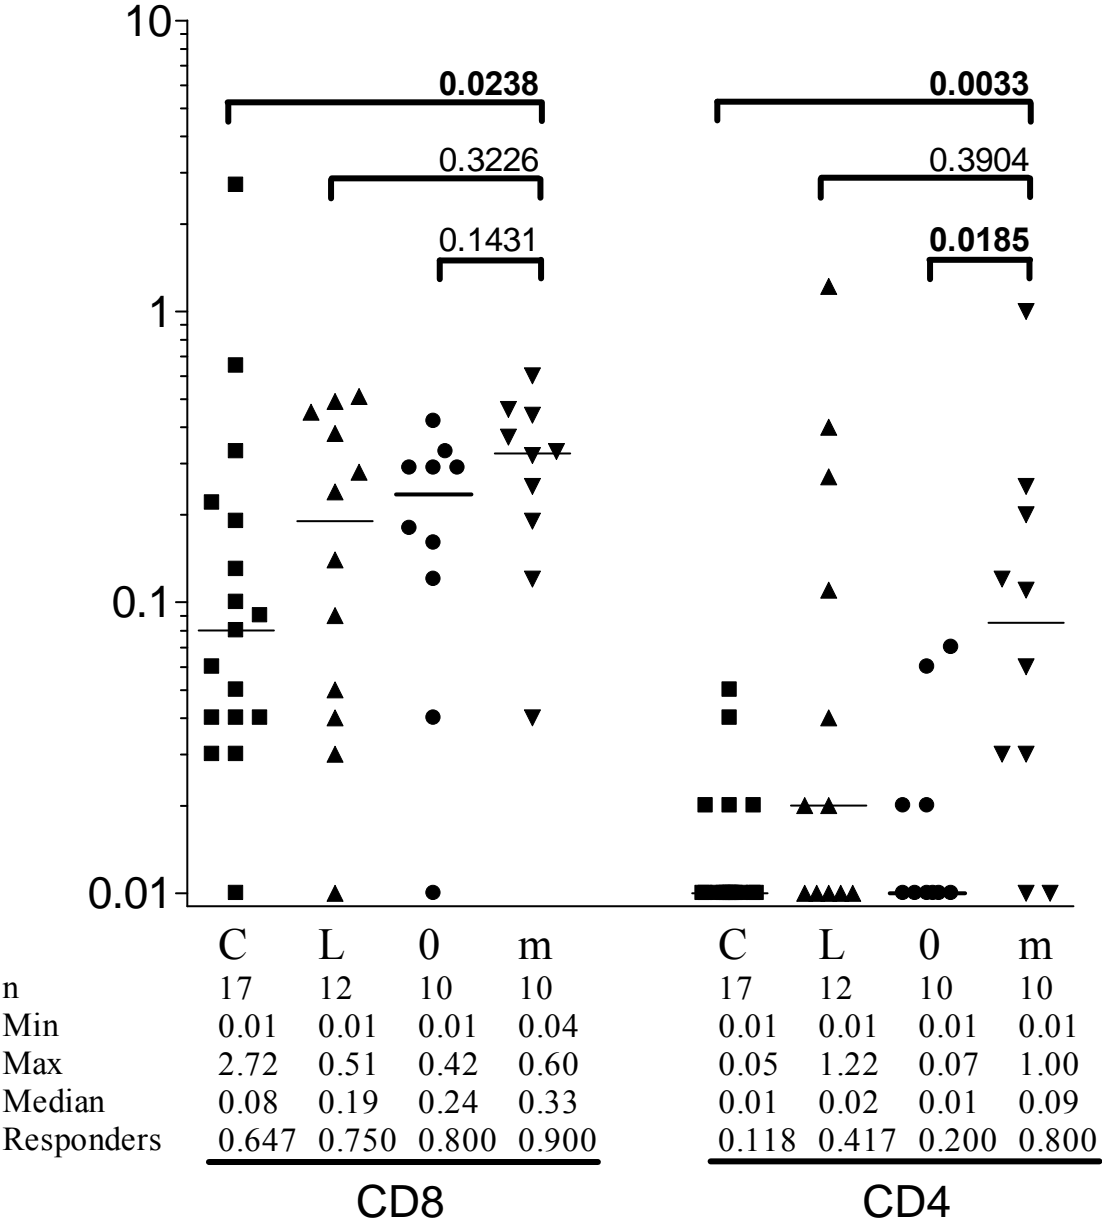 10
0.0238 0.0033
0.3226 0.3904
0.1431 0.0185
1
0.1
0.01
C L 0 m C L 0 m
n 17 12 10 10 17 12 10 10
Min 0.01 0.01 0.01 0.04 0.01 0.01 0.01 0.01
Max 2.72 0.51 0.42 0.60 0.05 1.22 0.07 1.00
Median 0.08 0.19 0.24 0.33 0.01 0.02 0.01 0.09
Responders 0.647 0.750 0.800 0.900 0.118 0.417 0.200 0.800
CD8 CD4